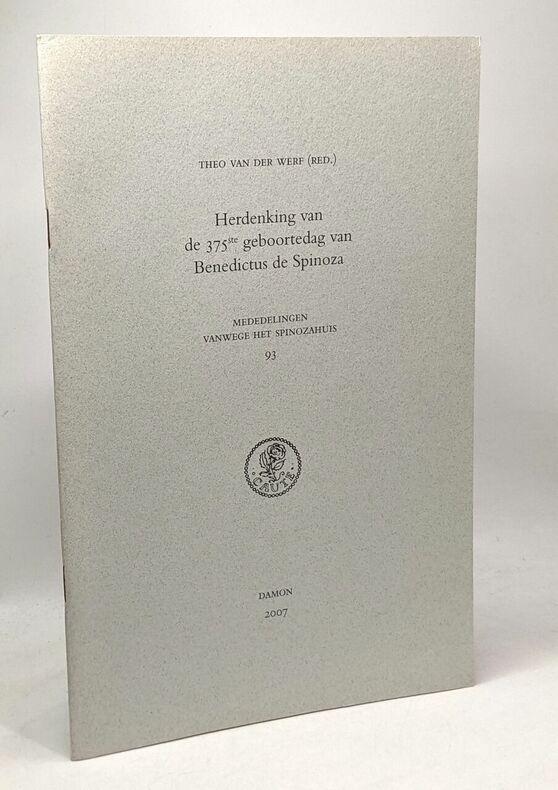 THEO VAN DER WERF (RED.)
Herdenking van
de 375ste geboortedag van
Benedictus de Spinoza
MEDEDELINGEN
VANWEGE HET SPINOZAHUIS
93
CAUTE
DAMON
2007